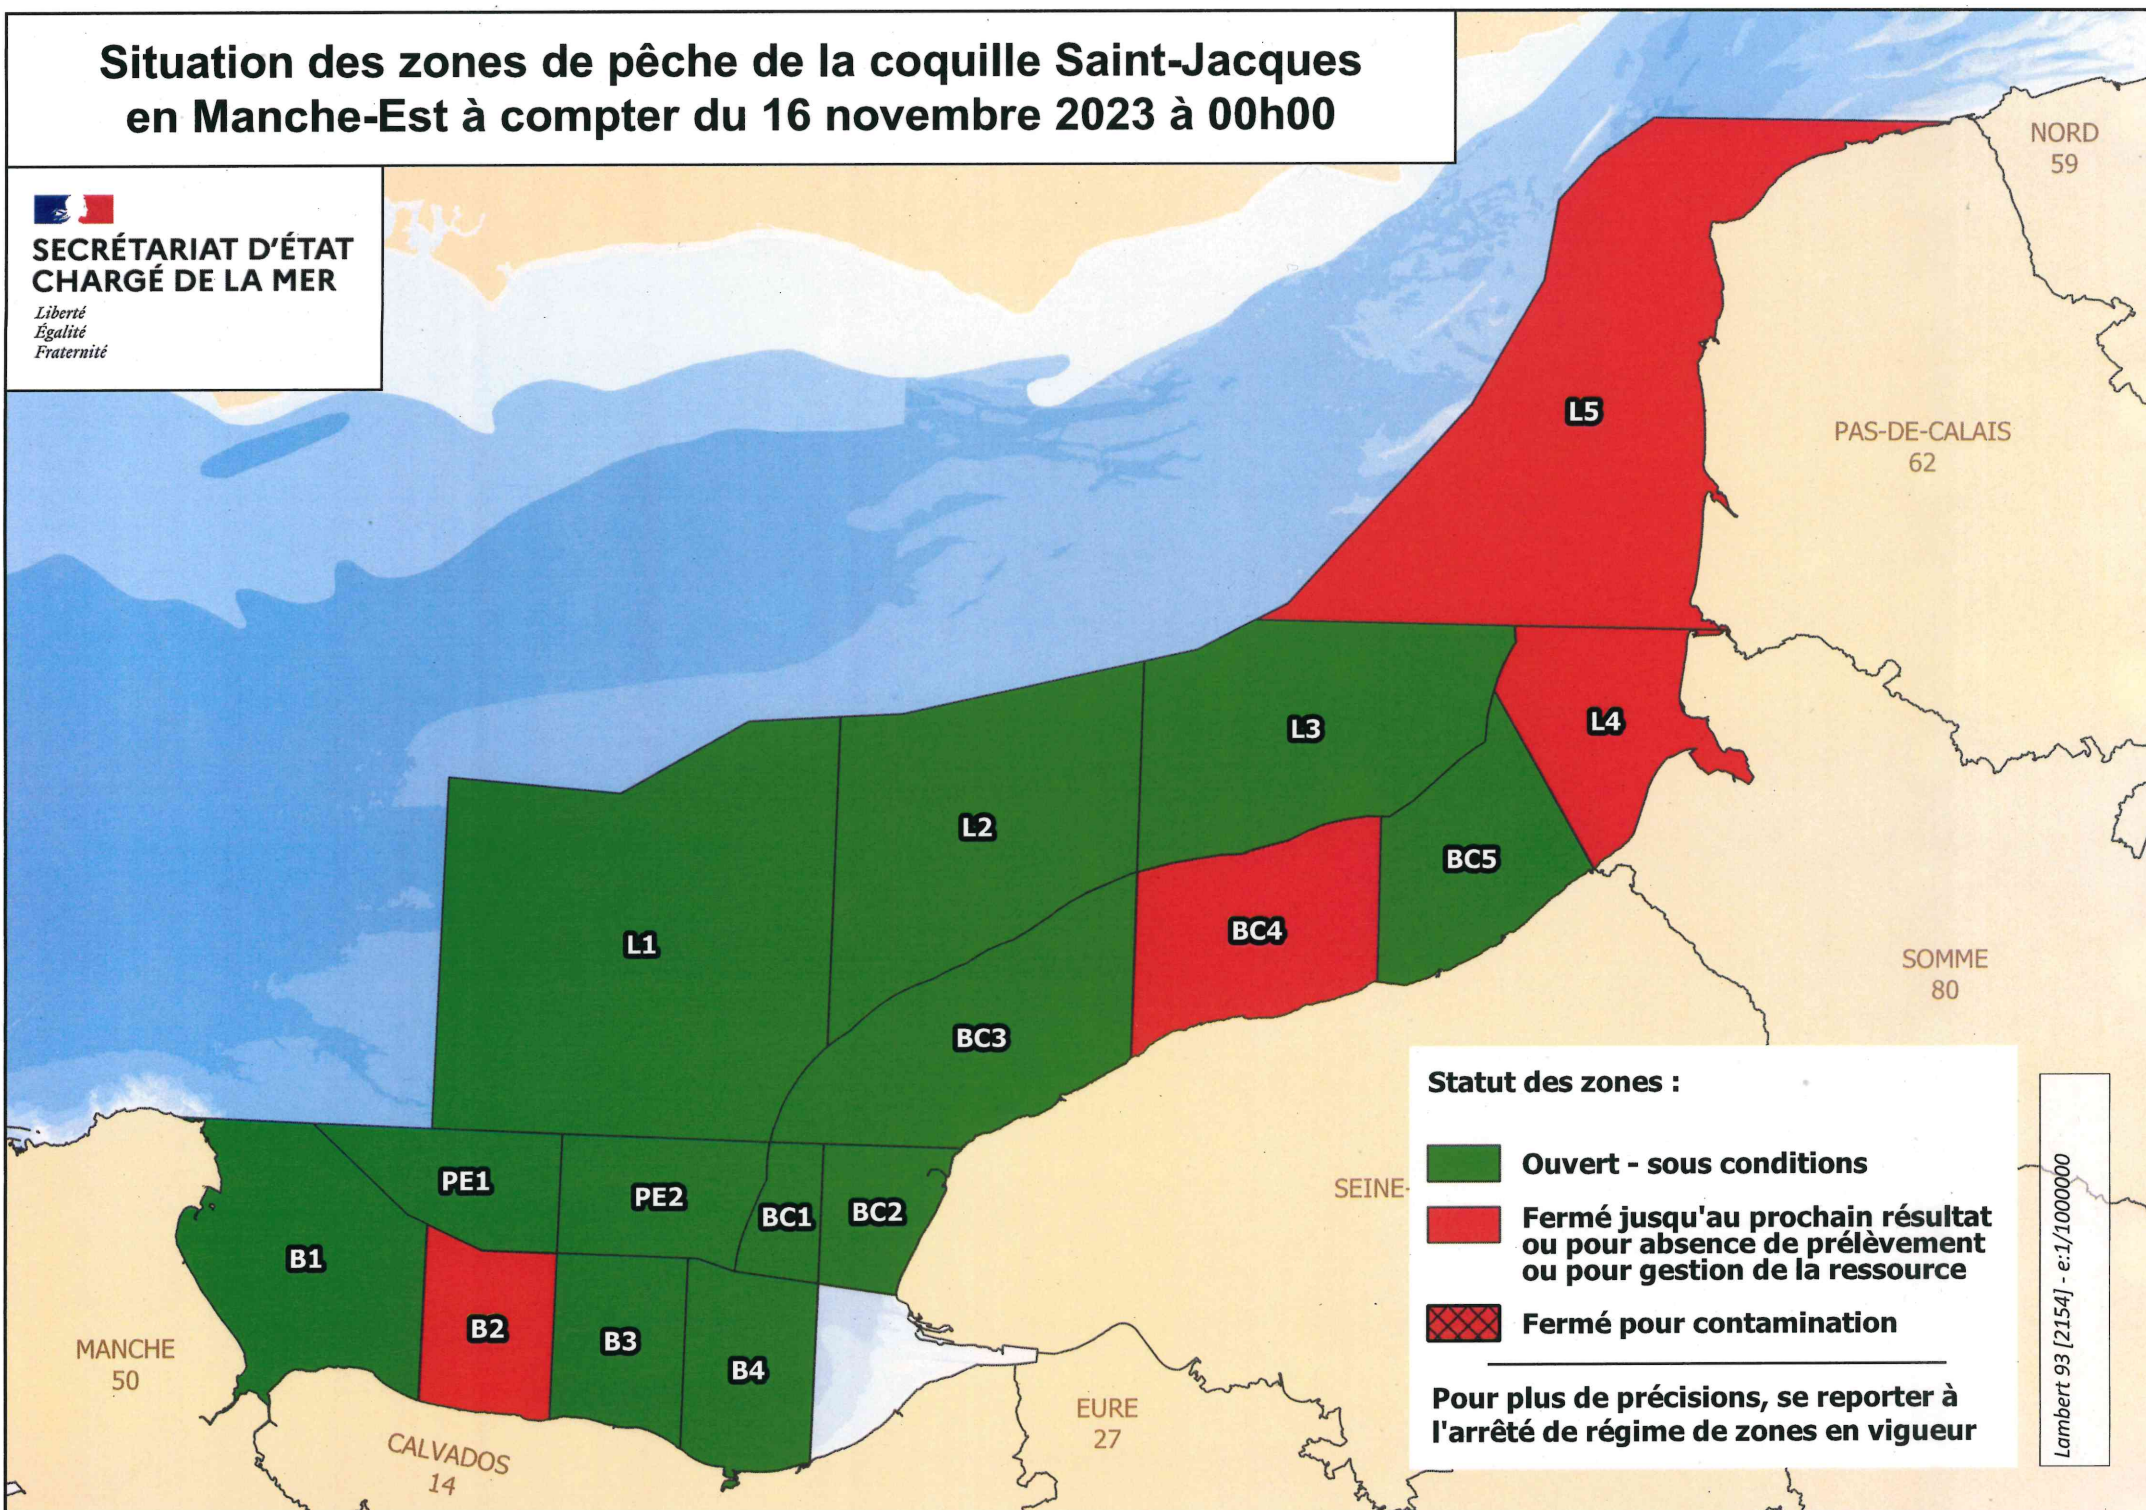 Situation des zones de pêche de la coquille Saint-Jacques
en Manche-Est à compter du 16 novembre 2023 à 00h00
SECRÉTARIAT D'ÉTAT
CHARGÉ DE LA MER
Liberté
Égalité
Fraternité
NORD
59
L5
PAS-DE-CALAIS
62
L3
L4
L2
BC5
BC4
L1
SOMME
80
BC3
PE1
PE2
BC1
BC2
SEINE-
B1
B2
B3
B4
MANCHE
50
CALVADOS
14
EURE
27
Statut des zones :
Ouvert - sous conditions
Fermé jusqu'au prochain résultat
ou pour absence de prélèvement
ou pour gestion de la ressource
Fermé pour contamination
Pour plus de précisions, se reporter à
l'arrêté de régime de zones en vigueur
Lambert 93 [2154] - e:1/1000000